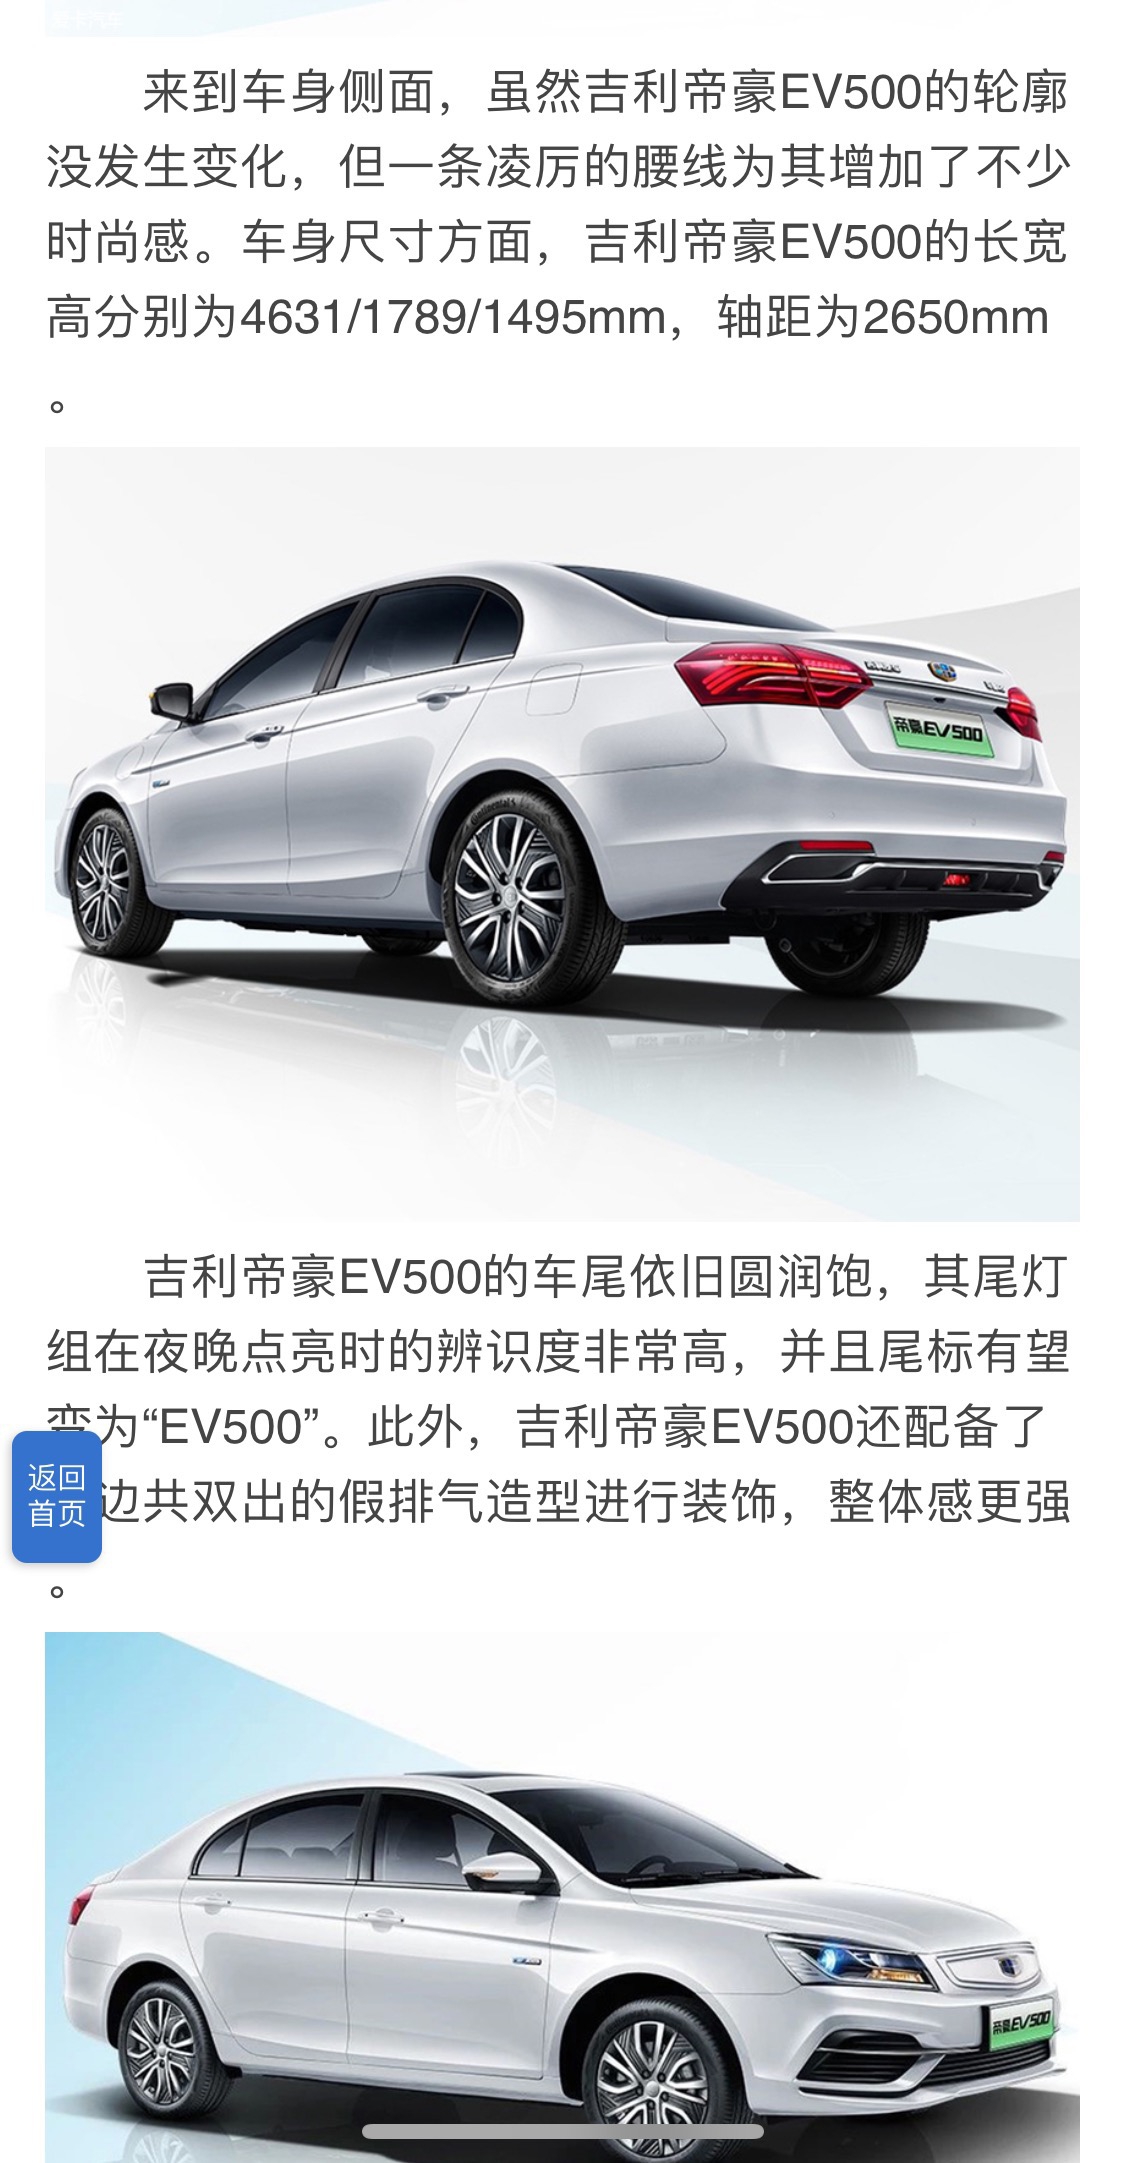 来到车身侧面，虽然吉利帝豪EV500的轮廓
没发生变化，但一条凌厉的腰线为其增加了不少
时尚感。车身尺寸方面，吉利帝豪EV500的长宽
高分别为4631/1789/1495mm，轴距为2650mm
。
Continental
帝豪EV500
吉利帝豪EV500的车尾依旧圆润饱，其尾灯
组在夜晚点亮时的辨识度非常高，并且尾标有望
变为“EV500”。此外，吉利帝豪EV500还配备了
边共双出的假排气造型进行装饰，整体感更强
。
返回
首页
帝豪EV500